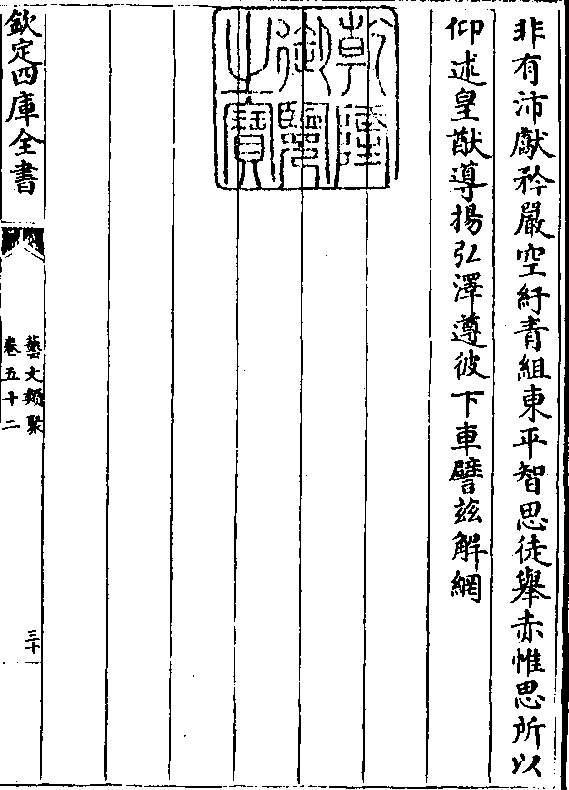 非有沛獻矜嚴空紆青組東平智思徒舉赤帷思所以
仰述皇猷導揚弘澤遵彼下車譬兹解網
乾隆御覽之寶
欽定四庫全書
藝文類聚
卷五十二
三十